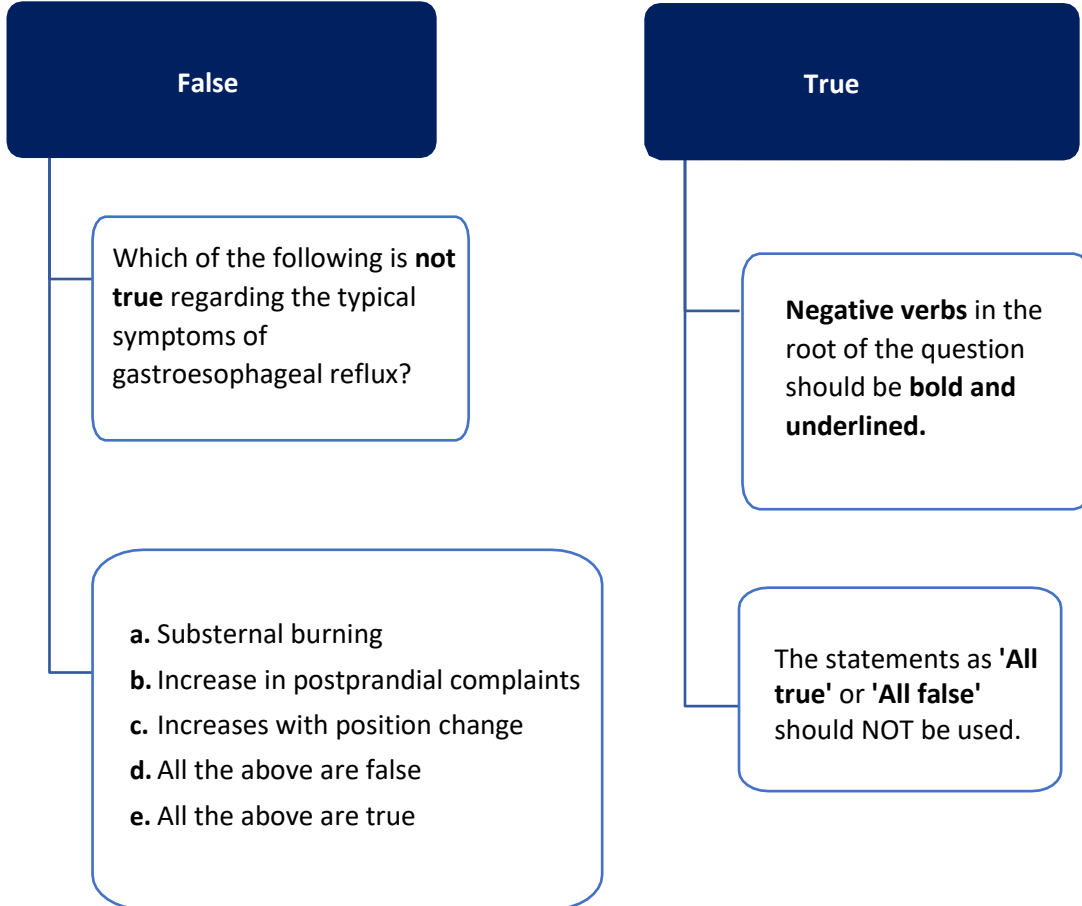 False
Which of the following is not
true regarding the typical
symptoms of
gastroesophageal reflux?
a. Substernal burning
b. Increase in postprandial complaints
c. Increases with position change
d. All the above are false
e. All the above are true
True
Negative verbs in the
root of the question
should be bold and
underlined.
The statements as 'All
true' or 'All false'
should NOT be used.